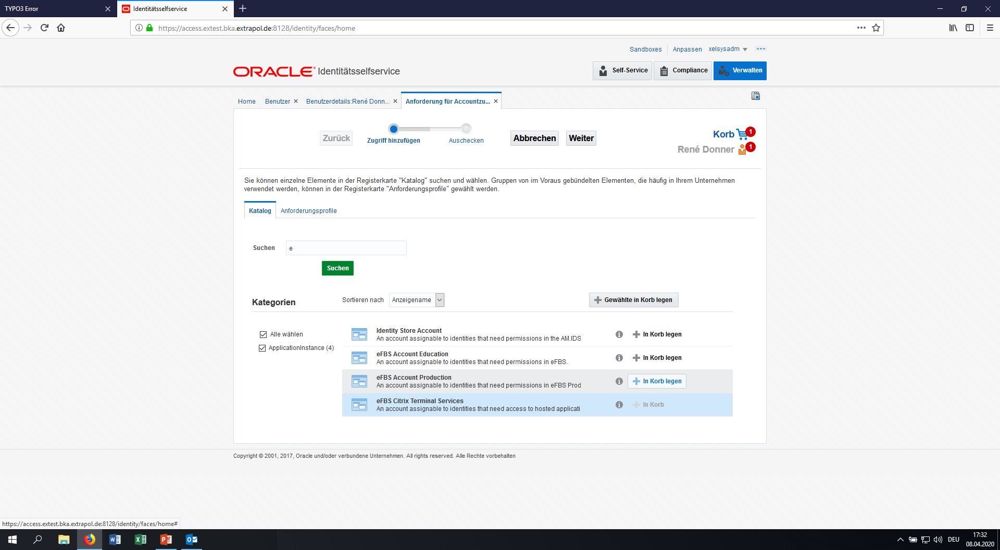 TYPO3 Error
Identitätsselfservice
https://access.extest.bka.extrapol.de:8128/identity/faces/home
Sandboxes Anpassen xelsysadm
ORACLE Identitätsselfservice
Self-Service Compliance Verwalten
Home Benutzer Benutzerdetails:René Donn... Anforderung für Accountzu...
Zurück Zugriff hinzufügen Auschecken Abbrechen Weiter
Korb 1
René Donner 1
Sie können einzelne Elemente in der Registerkarte "Katalog" suchen und wählen. Gruppen von im Voraus gebündelten Elementen, die häufig in Ihrem Unternehmen
verwendet werden, können in der Registerkarte "Anforderungsprofile" gewählt werden.
Katalog Anforderungsprofile
Suchen e
Suchen
Kategorien Sortieren nach Anzeigename Gewählte in Korb legen
Alle wählen
ApplicationInstance (4)
Identity Store Account
An account assignable to identities that need permissions in the AM.IDS
In Korb legen
eFBS Account Education
An account assignable to identities that need permissions in eFBS.
In Korb legen
eFBS Account Production
An account assignable to identities that need permissions in eFBS Prod
In Korb legen
eFBS Citrix Terminal Services
An account assignable to identities that need access to hosted applicati
In Korb
Copyright © 2001, 2017, Oracle und/oder verbundene Unternehmen. All rights reserved. Alle Rechte vorbehalten
https://access.extest.bka.extrapol.de:8128/identity/faces/home#
DEU
17:32
08.04.2020